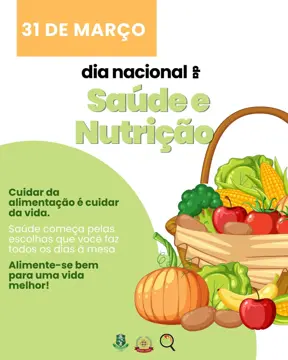 31 DE MARÇO
dia nacional da
Saúde e
Nutrição
Cuidar da
alimentação é cuidar
da vida.
Saúde começa pelas
escolhas que você faz
todos os dias à mesa
Alimente-se bem
para uma vida
melhor!